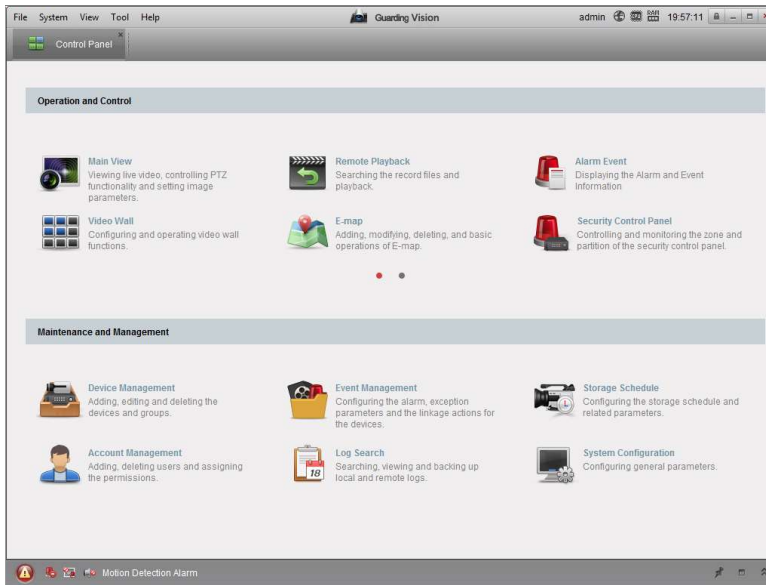 File System View Tool Help
Guarding Vision
admin
19:57:11
Control Panel
Operation and Control
Main View
Viewing live video, controlling PTZ
functionality and setting image
parameters.
Remote Playback
Searching the record files and
playback.
Alarm Event
Displaying the Alarm and Event
Information
Video Wall
Configuring and operating video wall
functions.
E-map
Adding, modifying, deleting, and basic
operations of E-map.
Security Control Panel
Controlling and monitoring the zone and
partition of the security control panel.
Maintenance and Management
Device Management
Adding, editing and deleting the
devices and groups.
Event Management
Configuring the alarm, exception
parameters and the linkage actions for
the devices.
Storage Schedule
Configuring the storage schedule and
related parameters.
Account Management
Adding, deleting users and assigning
the permissions.
Log Search
Searching, viewing and backing up
local and remote logs.
18
System Configuration
Configuring general parameters.
Motion Detection Alarm